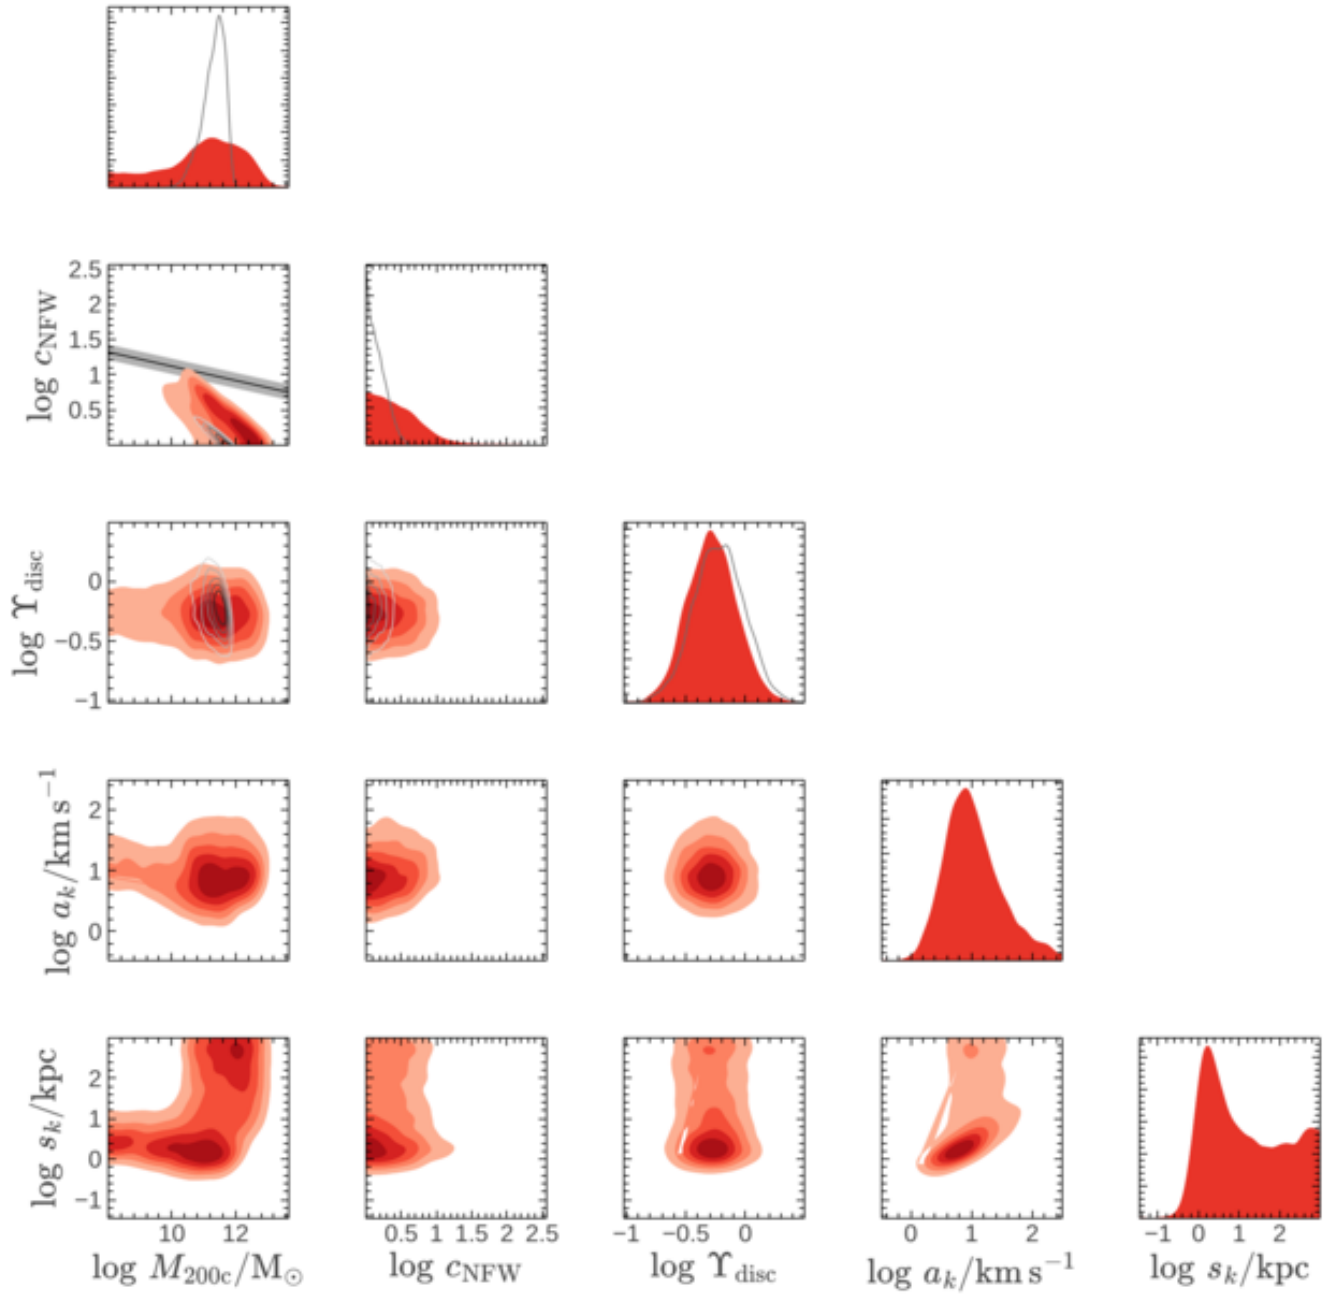 log c_NFW
2.5
2
1.5
1
0.5
log ϒ_disc
0
−0.5
−1
log a_k/km s⁻¹
2
1
0
log s_k/kpc
2
1
0
−1
10 12
0.5 1 1.5 2 2.5
−1 −0.5 0
0 1 2
−1 0 1 2
log M_200c/M_⊙
log c_NFW
log ϒ_disc
log a_k/km s⁻¹
log s_k/kpc